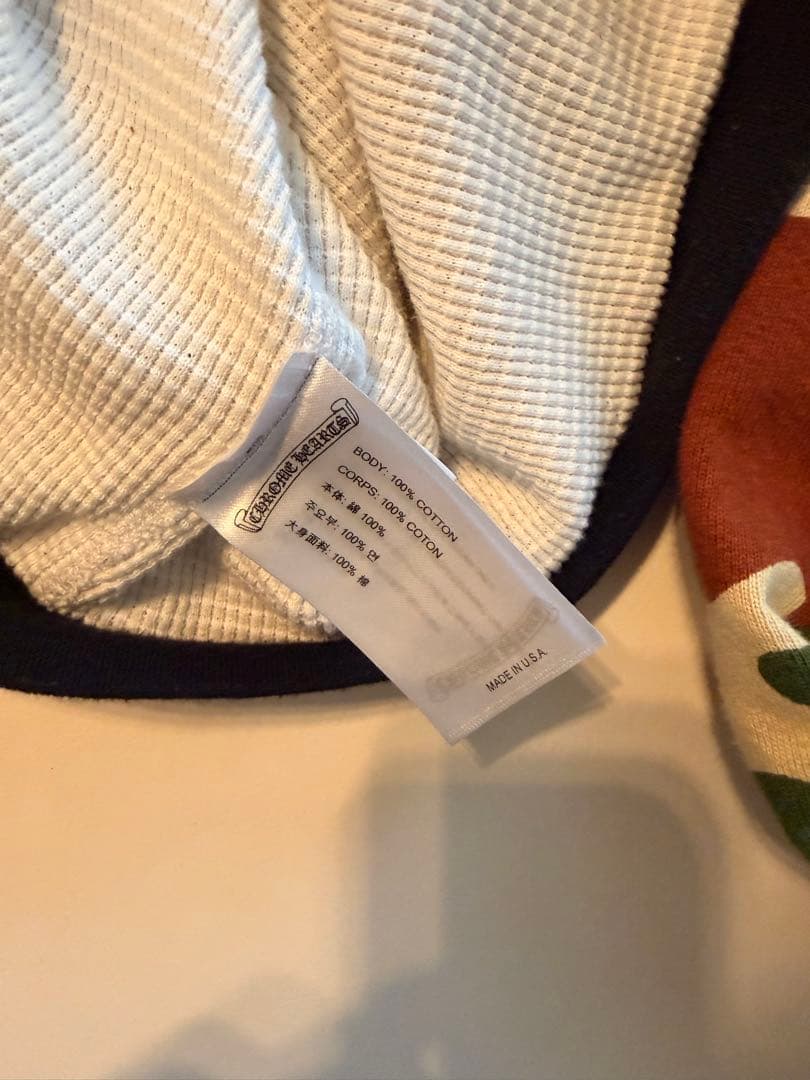 CHROME HEARTS
BODY: 100% COTTON
CORPS: 100% COTON
本体: 綿 100%
주요부: 100% 면
大身面料: 100% 棉
MADE IN U.S.A.